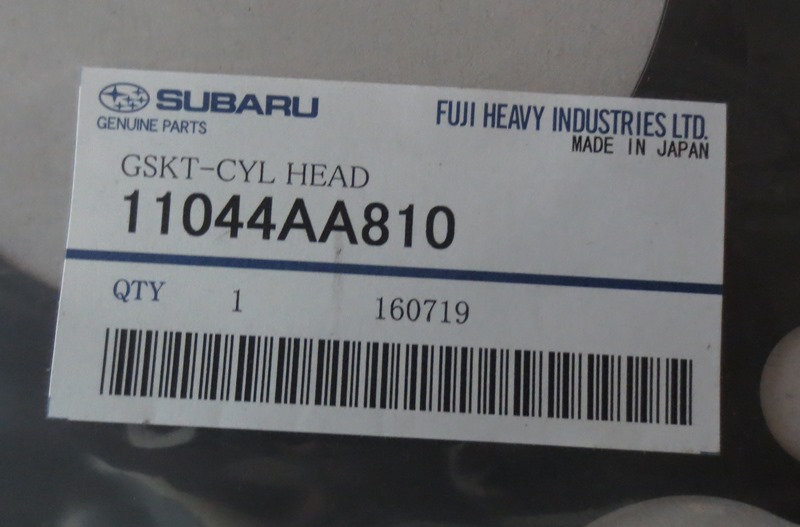 SUBARU
GENUINE PARTS
FUJI HEAVY INDUSTRIES LTD.
MADE IN JAPAN
GSKT-CYL HEAD
11044AA810
QTY 1 160719